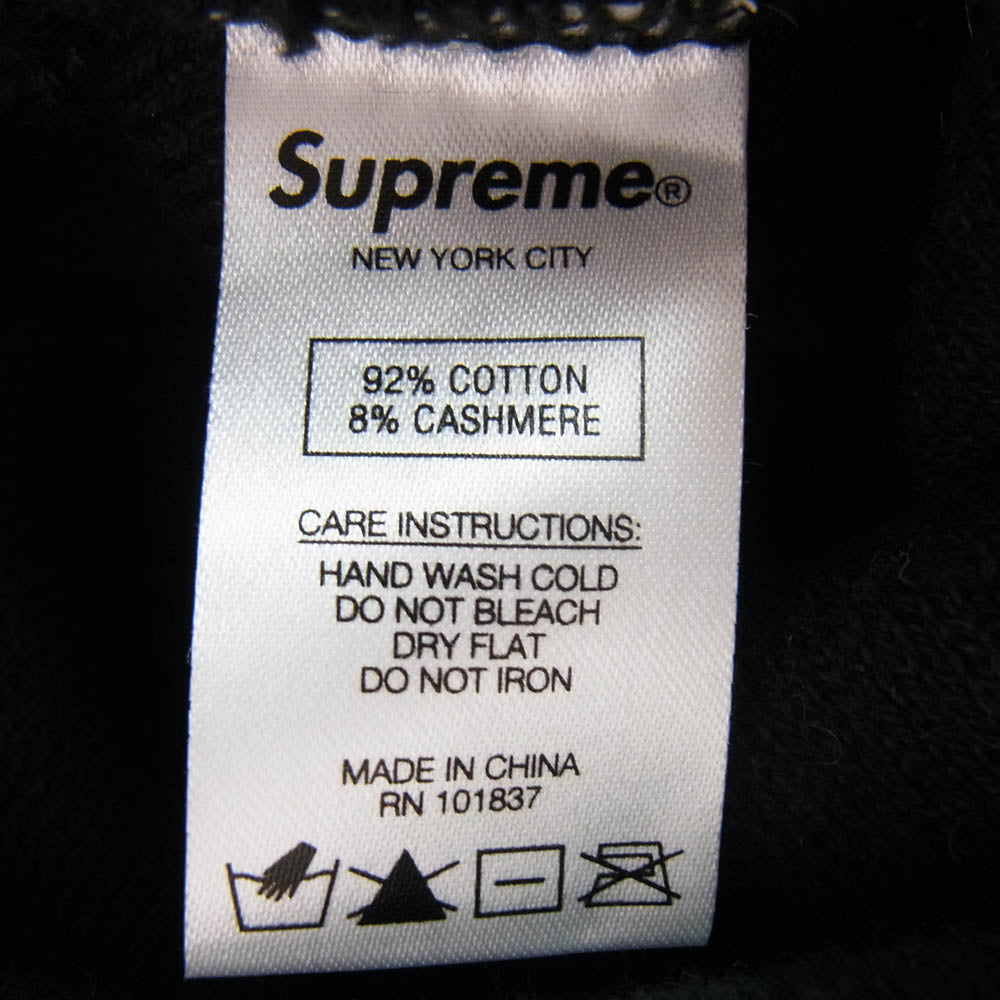 Supreme®
NEW YORK CITY
92% COTTON
8% CASHMERE
CARE INSTRUCTIONS:
HAND WASH COLD
DO NOT BLEACH
DRY FLAT
DO NOT IRON
MADE IN CHINA
RN 101837